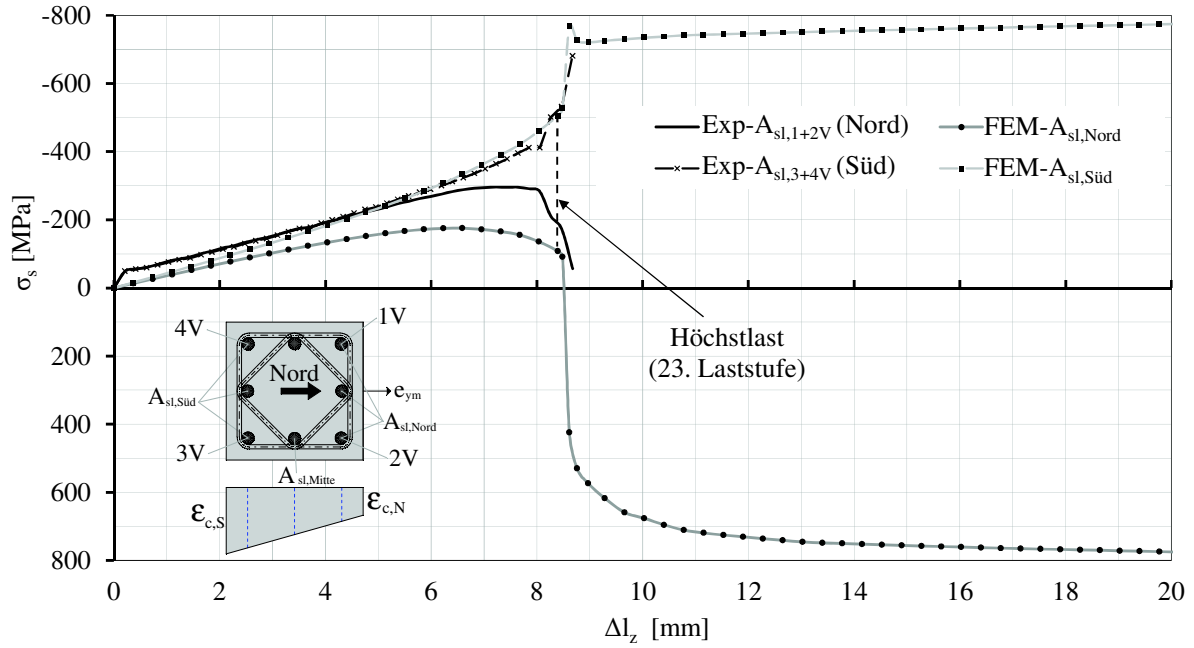 -800
-600
-400
-200
0
200
400
600
800
σs [MPa]
Exp-Asl,1+2V (Nord)
FEM-Asl,Nord
Exp-Asl,3+4V (Süd)
FEM-Asl,Süd
Höchstlast
(23. Laststufe)
4V
1V
Nord
eym
Asl,Süd
Asl,Nord
3V
2V
Asl,Mitte
εc,S
εc,N
0 2 4 6 8 10 12 14 16 18 20
Δlz [mm]